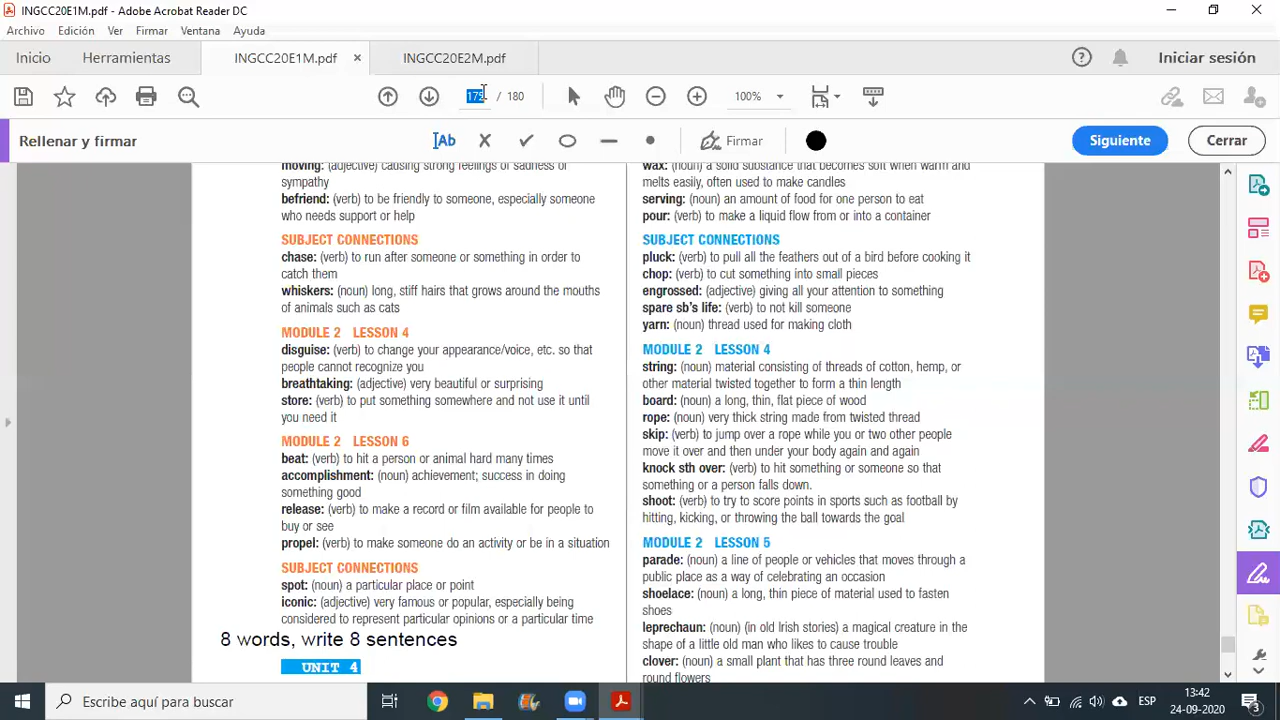 INGCC20E1M.pdf - Adobe Acrobat Reader DC
Archivo Edición Ver Firmar Ventana Ayuda
Inicio Herramientas INGCC20E1M.pdf × INGCC20E2M.pdf Iniciar sesión
/ 180 100%
Rellenar y firmar Ab Firmar Siguiente Cerrar
moving: (adjective) causing strong feelings of sadness or
sympathy
befriend: (verb) to be friendly to someone, especially someone
who needs support or help
SUBJECT CONNECTIONS
chase: (verb) to run after someone or something in order to
catch them
whiskers: (noun) long, stiff hairs that grows around the mouths
of animals such as cats
MODULE 2 LESSON 4
disguise: (verb) to change your appearance/voice, etc. so that
people cannot recognize you
breathtaking: (adjective) very beautiful or surprising
store: (verb) to put something somewhere and not use it until
you need it
MODULE 2 LESSON 6
beat: (verb) to hit a person or animal hard many times
accomplishment: (noun) achievement; success in doing
something good
release: (verb) to make a record or film available for people to
buy or see
propel: (verb) to make someone do an activity or be in a situation
SUBJECT CONNECTIONS
spot: (noun) a particular place or point
iconic: (adjective) very famous or popular, especially being
considered to represent particular opinions or a particular time
8 words, write 8 sentences
UNIT 4
wax: (noun) a solid substance that becomes soft when warm and
melts easily, often used to make candles
serving: (noun) an amount of food for one person to eat
pour: (verb) to make a liquid flow from or into a container
SUBJECT CONNECTIONS
pluck: (verb) to pull all the feathers out of a bird before cooking it
chop: (verb) to cut something into small pieces
engrossed: (adjective) giving all your attention to something
spare sb's life: (verb) to not kill someone
yarn: (noun) thread used for making cloth
MODULE 2 LESSON 4
string: (noun) material consisting of threads of cotton, hemp, or
other material twisted together to form a thin length
board: (noun) a long, thin, flat piece of wood
rope: (noun) very thick string made from twisted thread
skip: (verb) to jump over a rope while you or two other people
move it over and then under your body again and again
knock sth over: (verb) to hit something or someone so that
something or a person falls down.
shoot: (verb) to try to score points in sports such as football by
hitting, kicking, or throwing the ball towards the goal
MODULE 2 LESSON 5
parade: (noun) a line of people or vehicles that moves through a
public place as a way of celebrating an occasion
shoelace: (noun) a long, thin piece of material used to fasten
shoes
leprechaun: (noun) (in old Irish stories) a magical creature in the
shape of a little old man who likes to cause trouble
clover: (noun) a small plant that has three round leaves and
round flowers
Escribe aquí para buscar ESP 13:42
24-09-2020 3